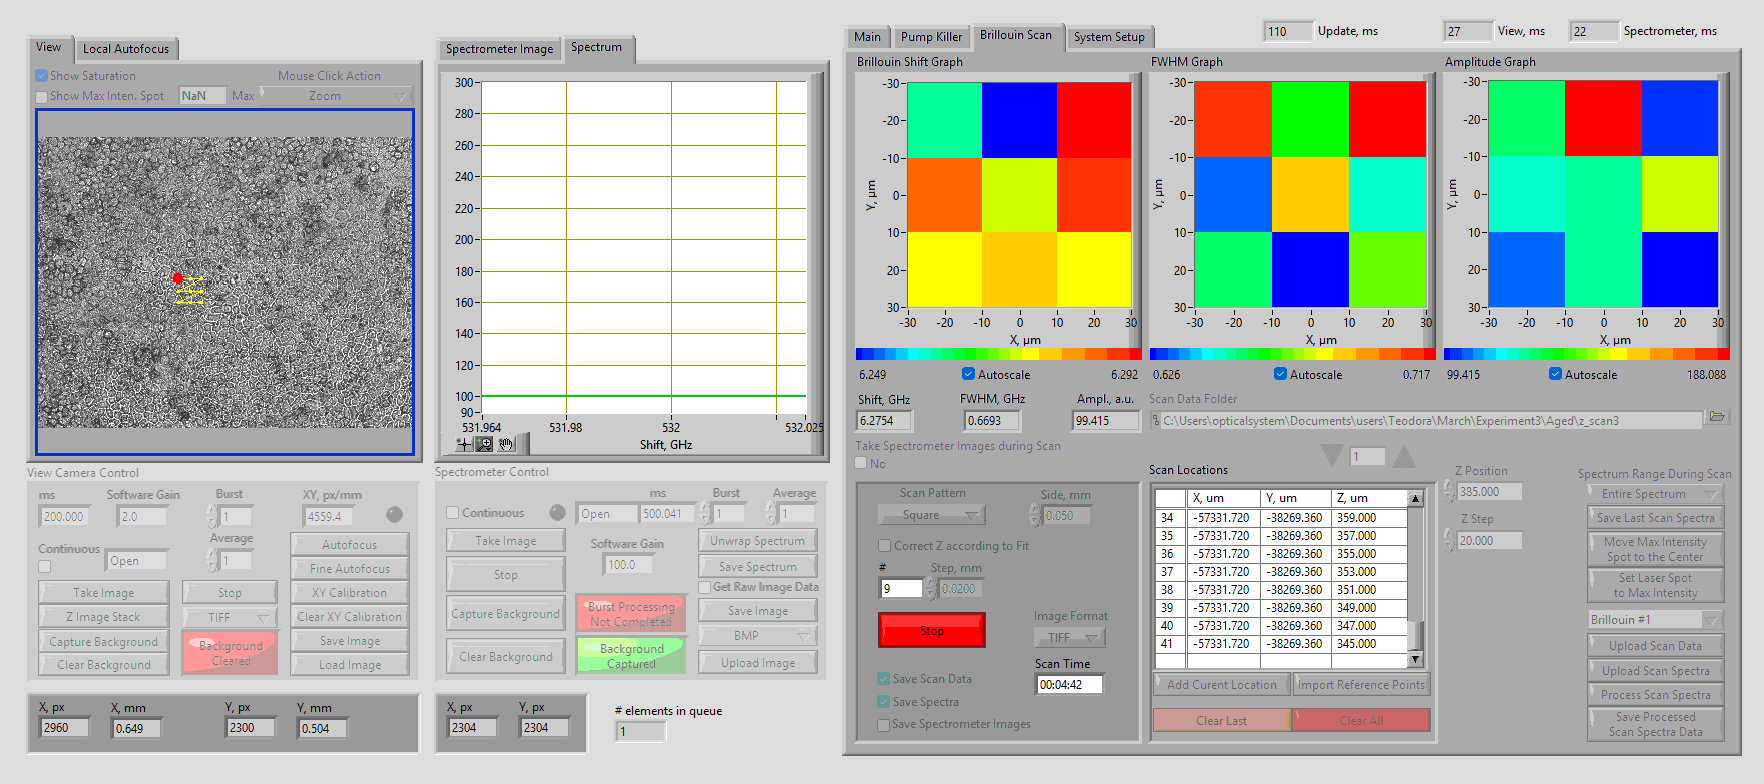 View
Local Autofocus
Show Saturation
Mouse Click Action
Show Max Inten. Spot
NaN
Max
Zoom
Spectrometer Image
Spectrum
300
280
260
240
220
200
180
160
140
120
100
90
531.964
531.98
532
532.025
Shift, GHz
Main
Pump Killer
Brillouin Scan
System Setup
110
Update, ms
27
View, ms
22
Spectrometer, ms
Brillouin Shift Graph
-30
-20
-10
0
10
20
30
Y, µm
-30
-20
-10
0
10
20
30
X, µm
6.249
Autoscale
6.292
FWHM Graph
-30
-20
-10
0
10
20
30
Y, µm
-30
-20
-10
0
10
20
30
X, µm
0.626
Autoscale
0.717
Amplitude Graph
-30
-20
-10
0
10
20
30
Y, µm
-30
-20
-10
0
10
20
30
X, µm
99.415
Autoscale
188.088
Shift, GHz
6.2754
FWHM, GHz
0.6693
Ampl., a.u.
99.415
Scan Data Folder
C:\Users\opticalsystem\Documents\users\Teodora\March\Experiment3\Aged\z_scan3
Take Spectrometer Images during Scan
No
View Camera Control
ms
200.000
Software Gain
2.0
Burst
1
XY, px/mm
4559.4
Continuous
Open
Average
1
Autofocus
Fine Autofocus
Take Image
Stop
XY Calibration
Z Image Stack
TIFF
Clear XY Calibration
Capture Background
Background
Cleared
Save Image
Clear Background
Load Image
X, px
2960
X, mm
0.649
Y, px
2300
Y, mm
0.504
Spectrometer Control
Continuous
Open
ms
500.041
Burst
1
Average
1
Take Image
Software Gain
100.0
Unwrap Spectrum
Stop
Save Spectrum
Get Raw Image Data
Capture Background
Burst Processing
Not Completed
Save Image
BMP
Clear Background
Background
Captured
Upload Image
X, px
2304
Y, px
2304
# elements in queue
1
Scan Pattern
Square
Side, mm
0.050
Correct Z according to Fit
#
9
Step, mm
0.0200
Stop
Image Format
TIFF
Scan Time
00:04:42
Save Scan Data
Save Spectra
Save Spectrometer Images
Scan Locations
1
X, um Y, um Z, um
34 -57331.720 -38269.360 359.000
35 -57331.720 -38269.360 357.000
36 -57331.720 -38269.360 355.000
37 -57331.720 -38269.360 353.000
38 -57331.720 -38269.360 351.000
39 -57331.720 -38269.360 349.000
40 -57331.720 -38269.360 347.000
41 -57331.720 -38269.360 345.000
Add Curent Location
Import Reference Points
Clear Last
Clear All
Z Position
385.000
Z Step
20.000
Spectrum Range During Scan
Entire Spectrum
Save Last Scan Spectra
Move Max Intensity
Spot to the Center
Set Laser Spot
to Max Intensity
Brillouin #1
Upload Scan Data
Upload Scan Spectra
Process Scan Spectra
Save Processed
Scan Spectra Data